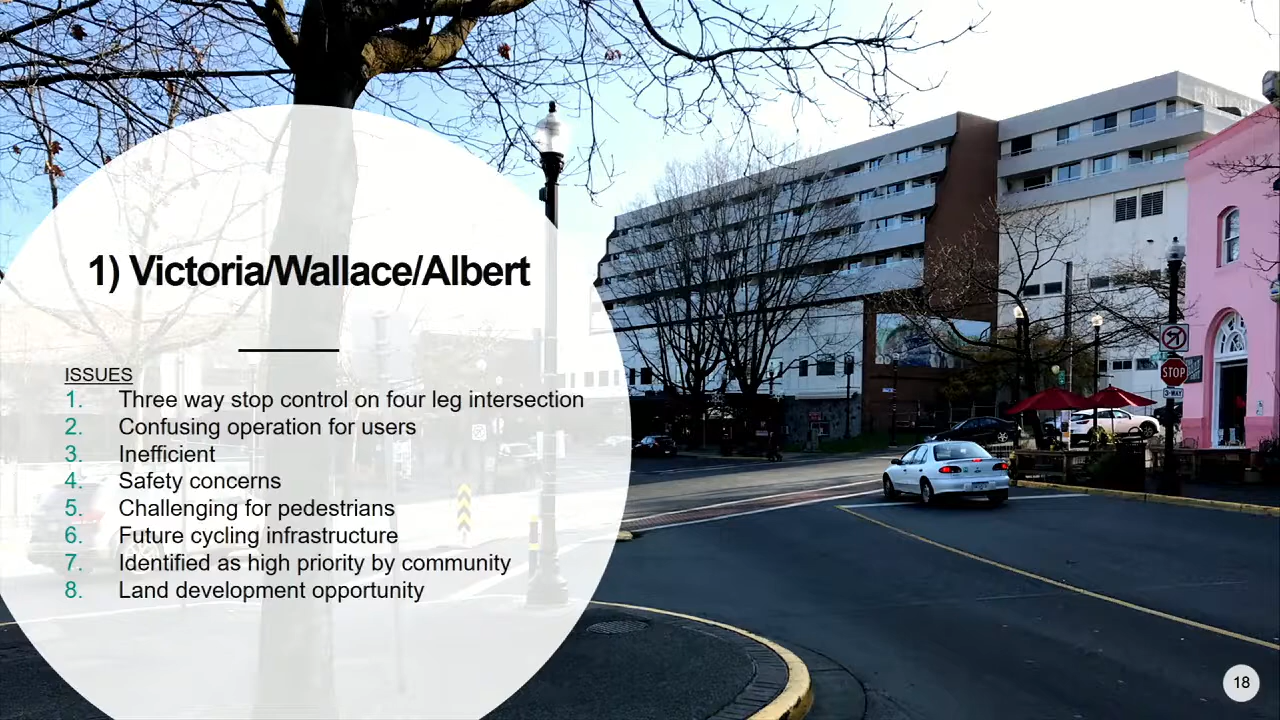 1) Victoria/Wallace/Albert
ISSUES
1. Three way stop control on four leg intersection
2. Confusing operation for users
3. Inefficient
4. Safety concerns
5. Challenging for pedestrians
6. Future cycling infrastructure
7. Identified as high priority by community
8. Land development opportunity
STOP
3-WAY
18